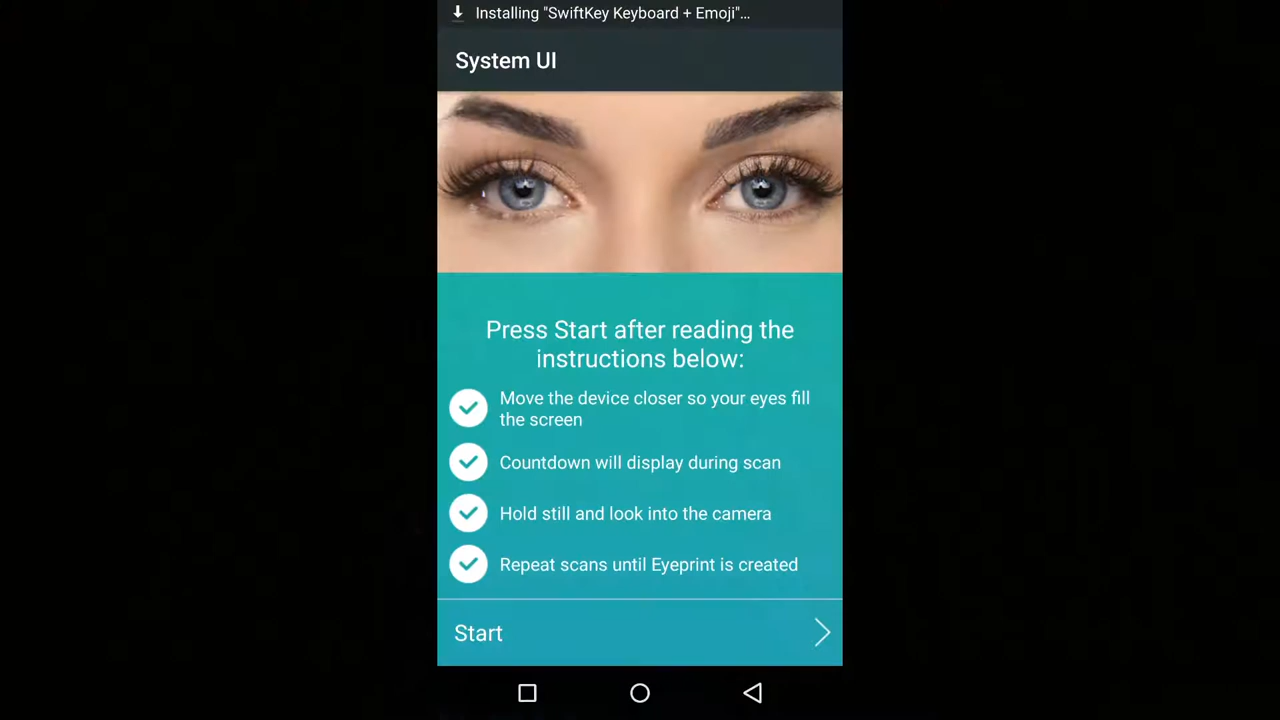 Installing "SwiftKey Keyboard + Emoji"…
System UI
Press Start after reading the
instructions below:
Move the device closer so your eyes fill
the screen
Countdown will display during scan
Hold still and look into the camera
Repeat scans until Eyeprint is created
Start